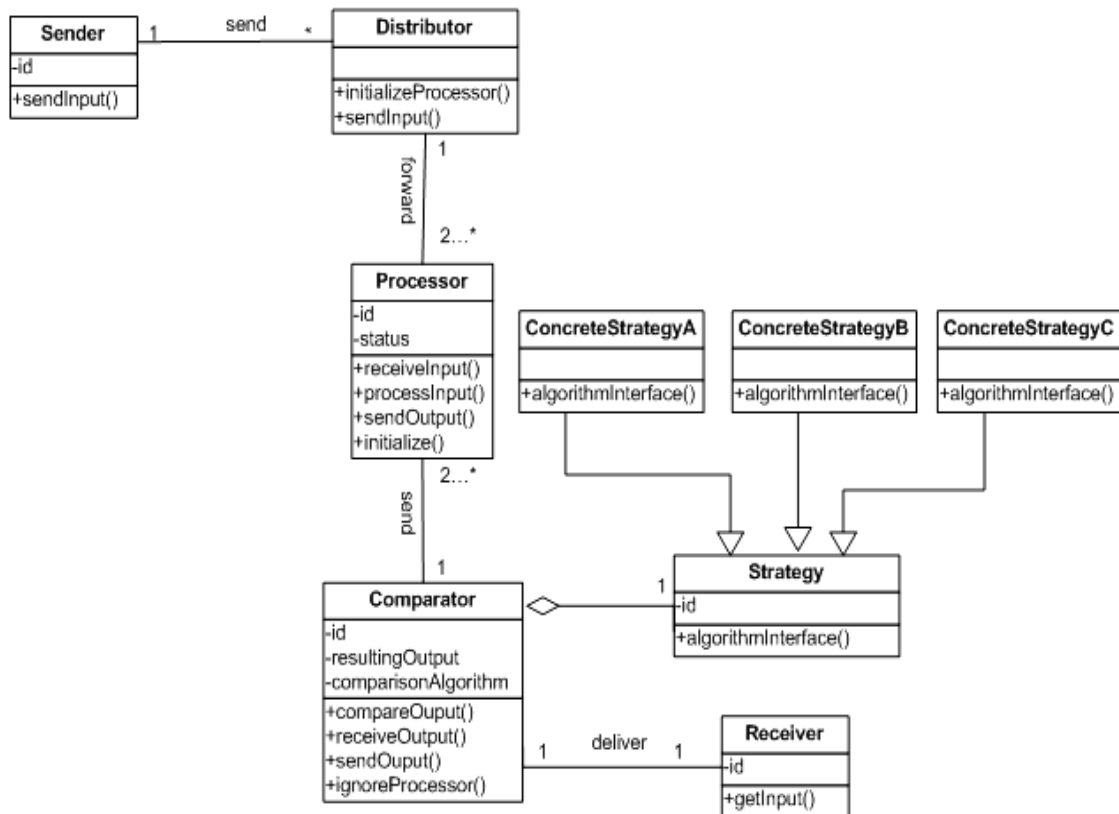 Sender
-id
+sendInput()
1
send
*
Distributor
+initializeProcessor()
+sendInput()
1
forward
2...*
Processor
-id
-status
+receiveInput()
+processInput()
+sendOutput()
+initialize()
2...*
send
1
ConcreteStrategyA
+algorithmInterface()
ConcreteStrategyB
+algorithmInterface()
ConcreteStrategyC
+algorithmInterface()
Comparator
-id
-resultingOutput
-comparisonAlgorithm
+compareOuput()
+receiveOutput()
+sendOuput()
+ignoreProcessor()
1
Strategy
-id
+algorithmInterface()
1
deliver
1
Receiver
-id
+getInput()